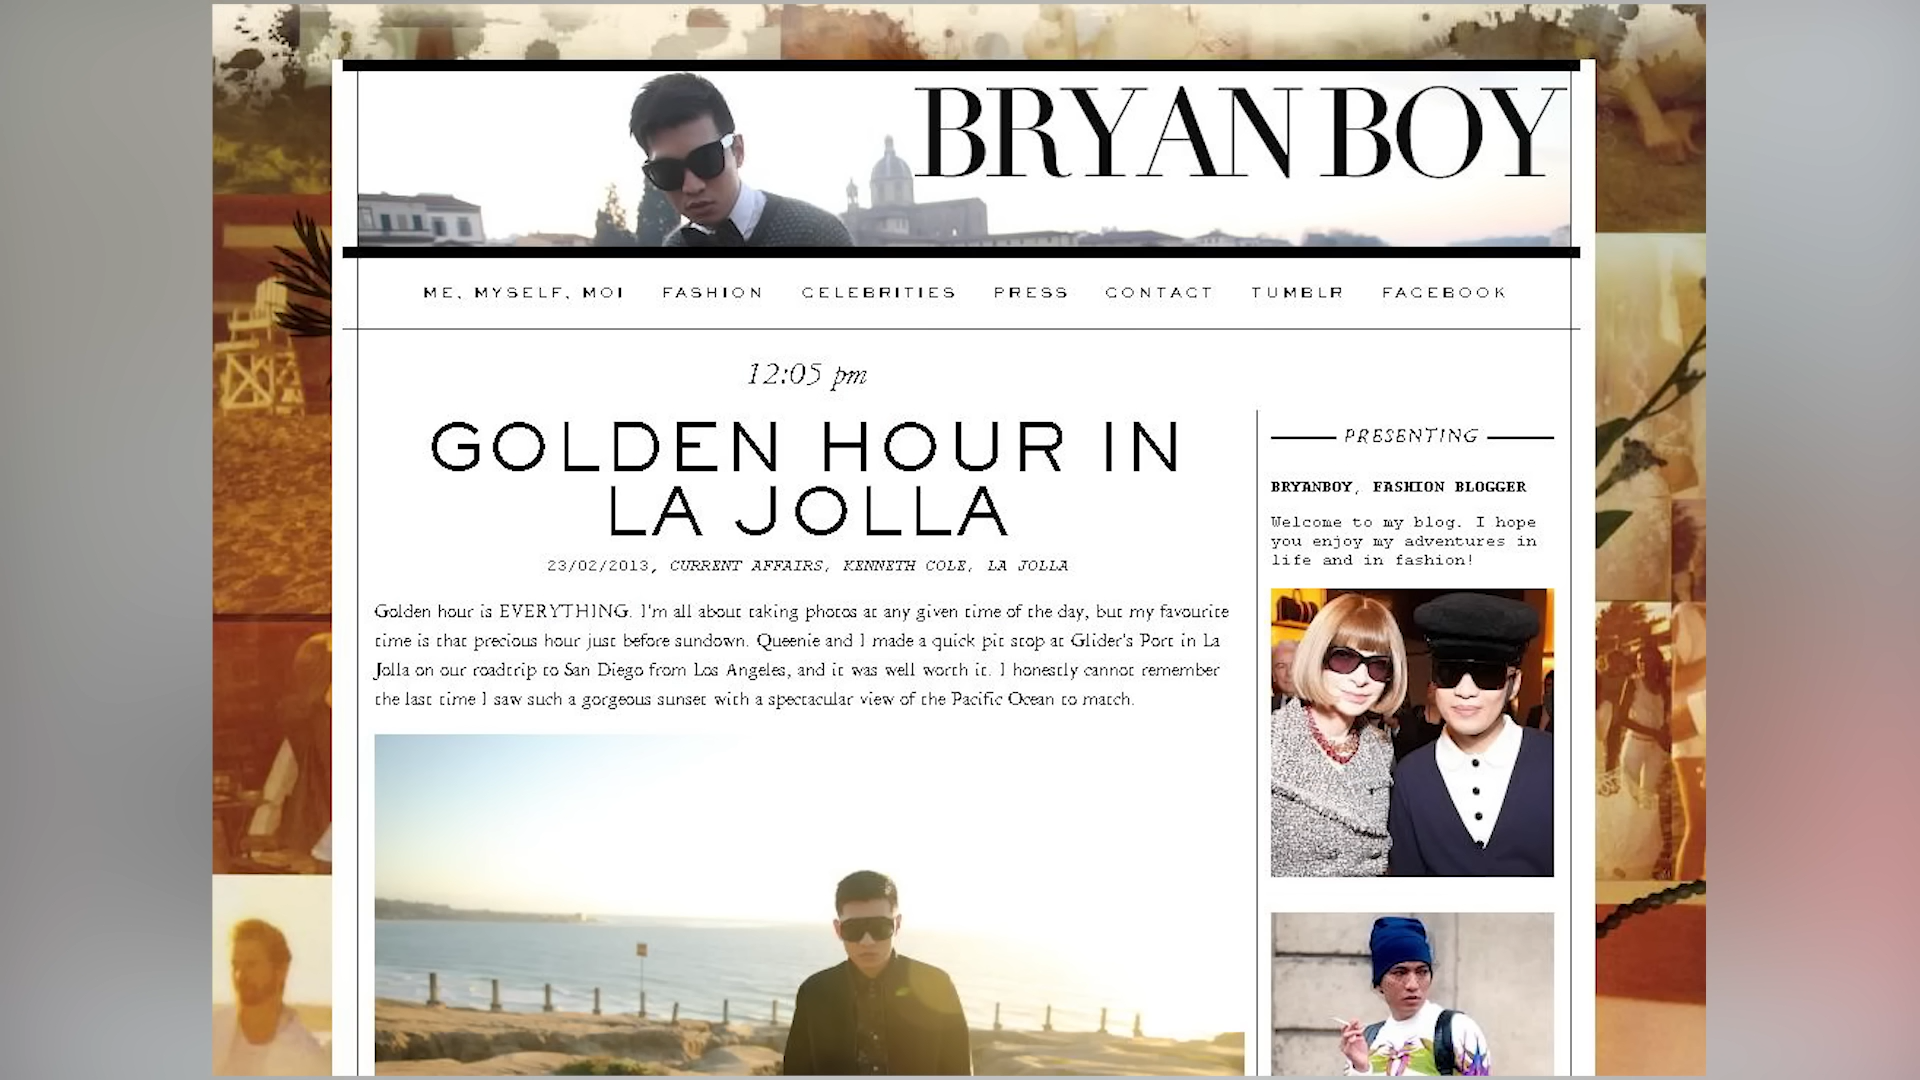 BRYANBOY
ME, MYSELF, MOI FASHION CELEBRITIES PRESS CONTACT TUMBLR FACEBOOK
12:05 pm
GOLDEN HOUR IN
LA JOLLA
23/02/2013, CURRENT AFFAIRS, KENNETH COLE, LA JOLLA
Golden hour is EVERYTHING. I'm all about taking photos at any given time of the day, but my favourite
time is that precious hour just before sundown. Queenie and I made a quick pit stop at Glider's Port in La
Jolla on our roadtrip to San Diego from Los Angeles, and it was well worth it. I honestly cannot remember
the last time I saw such a gorgeous sunset with a spectacular view of the Pacific Ocean to match.
PRESENTING
BRYANBOY, FASHION BLOGGER
Welcome to my blog. I hope
you enjoy my adventures in
life and in fashion!